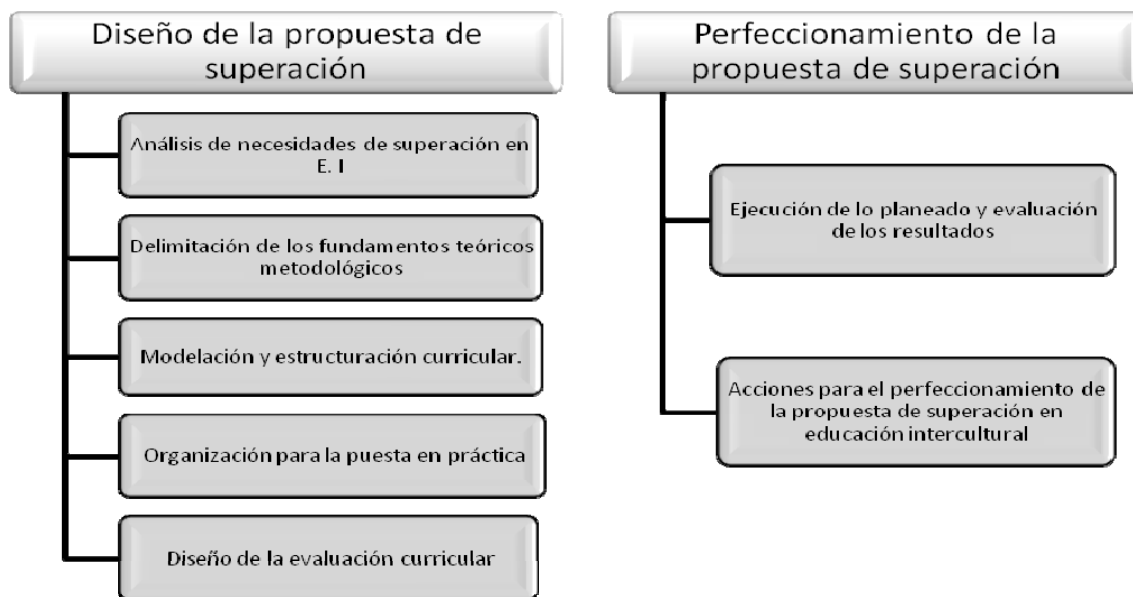 Diseño de la propuesta de
superación
Análisis de necesidades de superación en
E. I
Delimitación de los fundamentos teóricos
metodológicos
Modelación y estructuración curricular.
Organización para la puesta en práctica
Diseño de la evaluación curricular
Perfeccionamiento de la
propuesta de superación
Ejecución de lo planeado y evaluación
de los resultados
Acciones para el perfeccionamiento de
la propuesta de superación en
educación intercultural